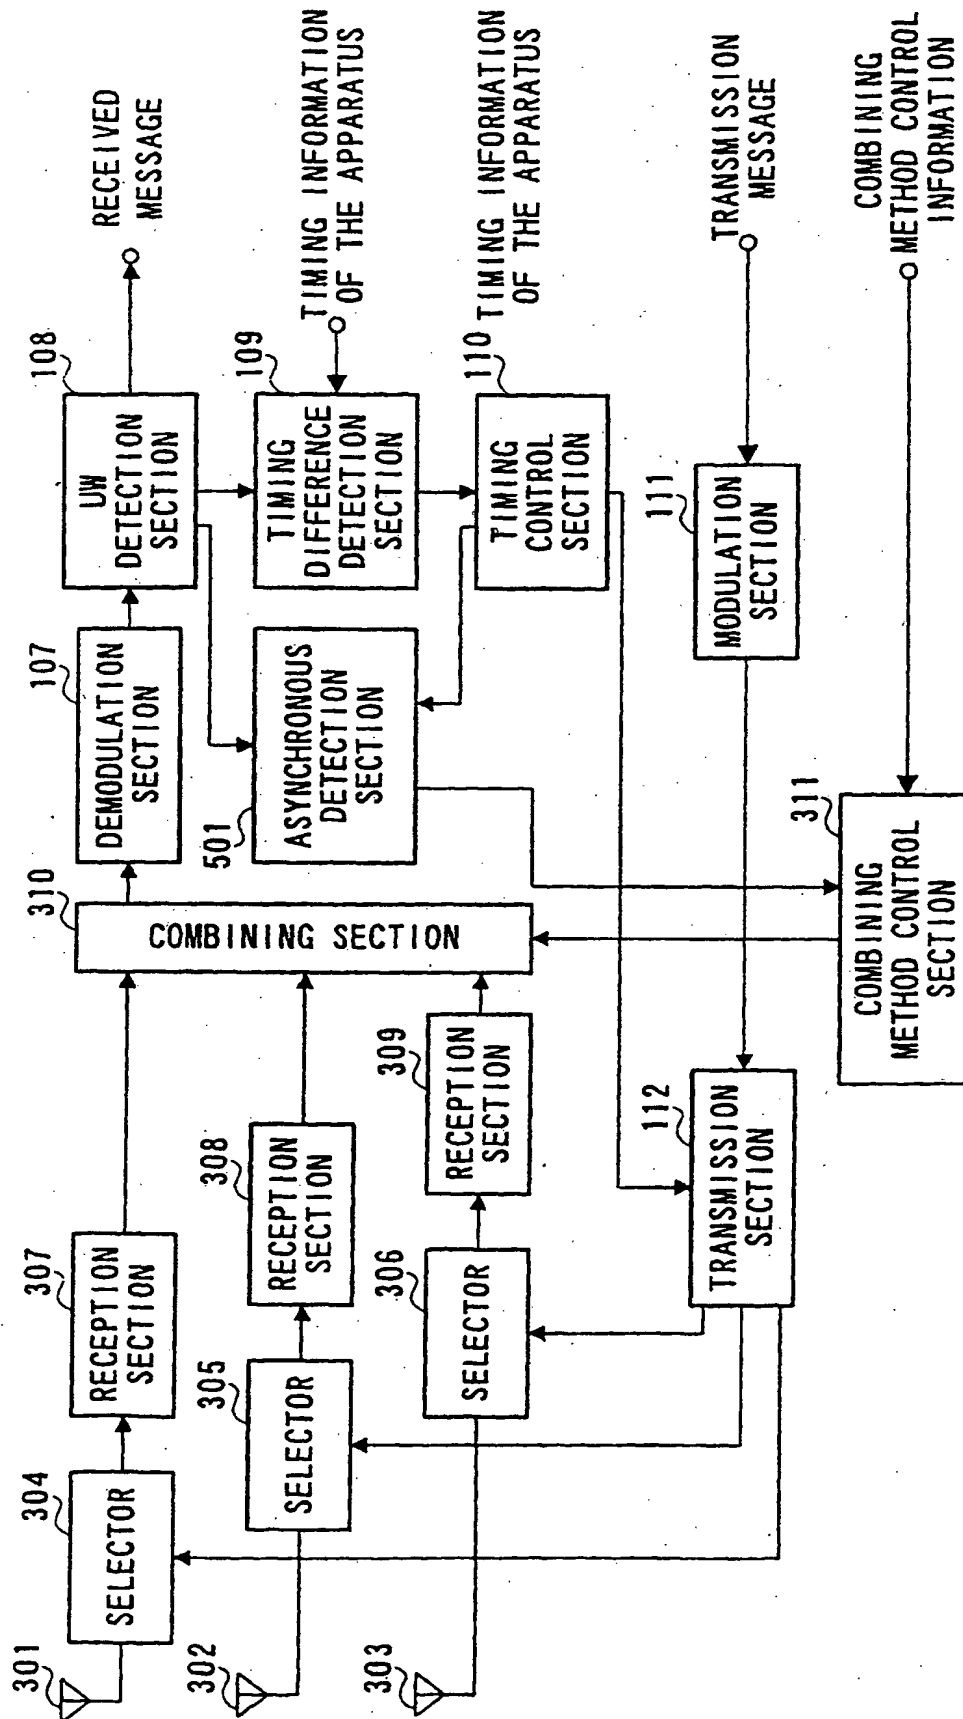 301
304
SELECTOR
307
RECEPTION
SECTION
310
COMBINING SECTION
107
DEMODULATION
SECTION
108
UW
DETECTION
SECTION
RECEIVED
MESSAGE
302
305
SELECTOR
308
RECEPTION
SECTION
501
ASYNCHRONOUS
DETECTION
SECTION
109
TIMING
DIFFERENCE
DETECTION
SECTION
TIMING INFORMATION
OF THE APPARATUS
303
306
SELECTOR
309
RECEPTION
SECTION
110
TIMING
CONTROL
SECTION
TIMING INFORMATION
OF THE APPARATUS
112
TRANSMISSION
SECTION
111
MODULATION
SECTION
TRANSMISSION
MESSAGE
311
COMBINING
METHOD CONTROL
SECTION
COMBINING
METHOD CONTROL
INFORMATION